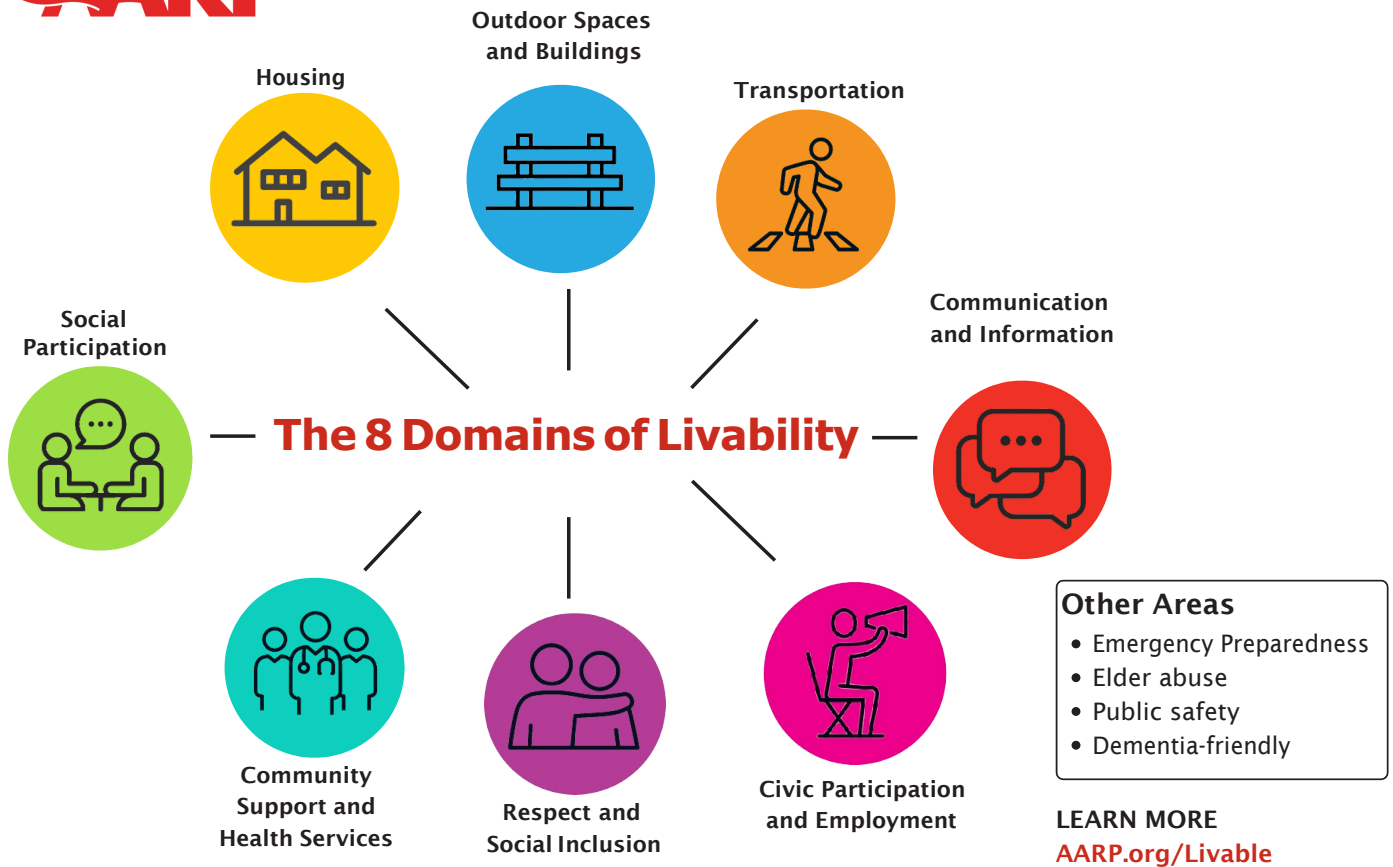 AARP
Outdoor Spaces
and Buildings
Housing
Transportation
Communication
and Information
Social
Participation
The 8 Domains of Livability
Other Areas
• Emergency Preparedness
• Elder abuse
• Public safety
• Dementia-friendly
Community
Support and
Health Services
Respect and
Social Inclusion
Civic Participation
and Employment
LEARN MORE
AARP.org/Livable